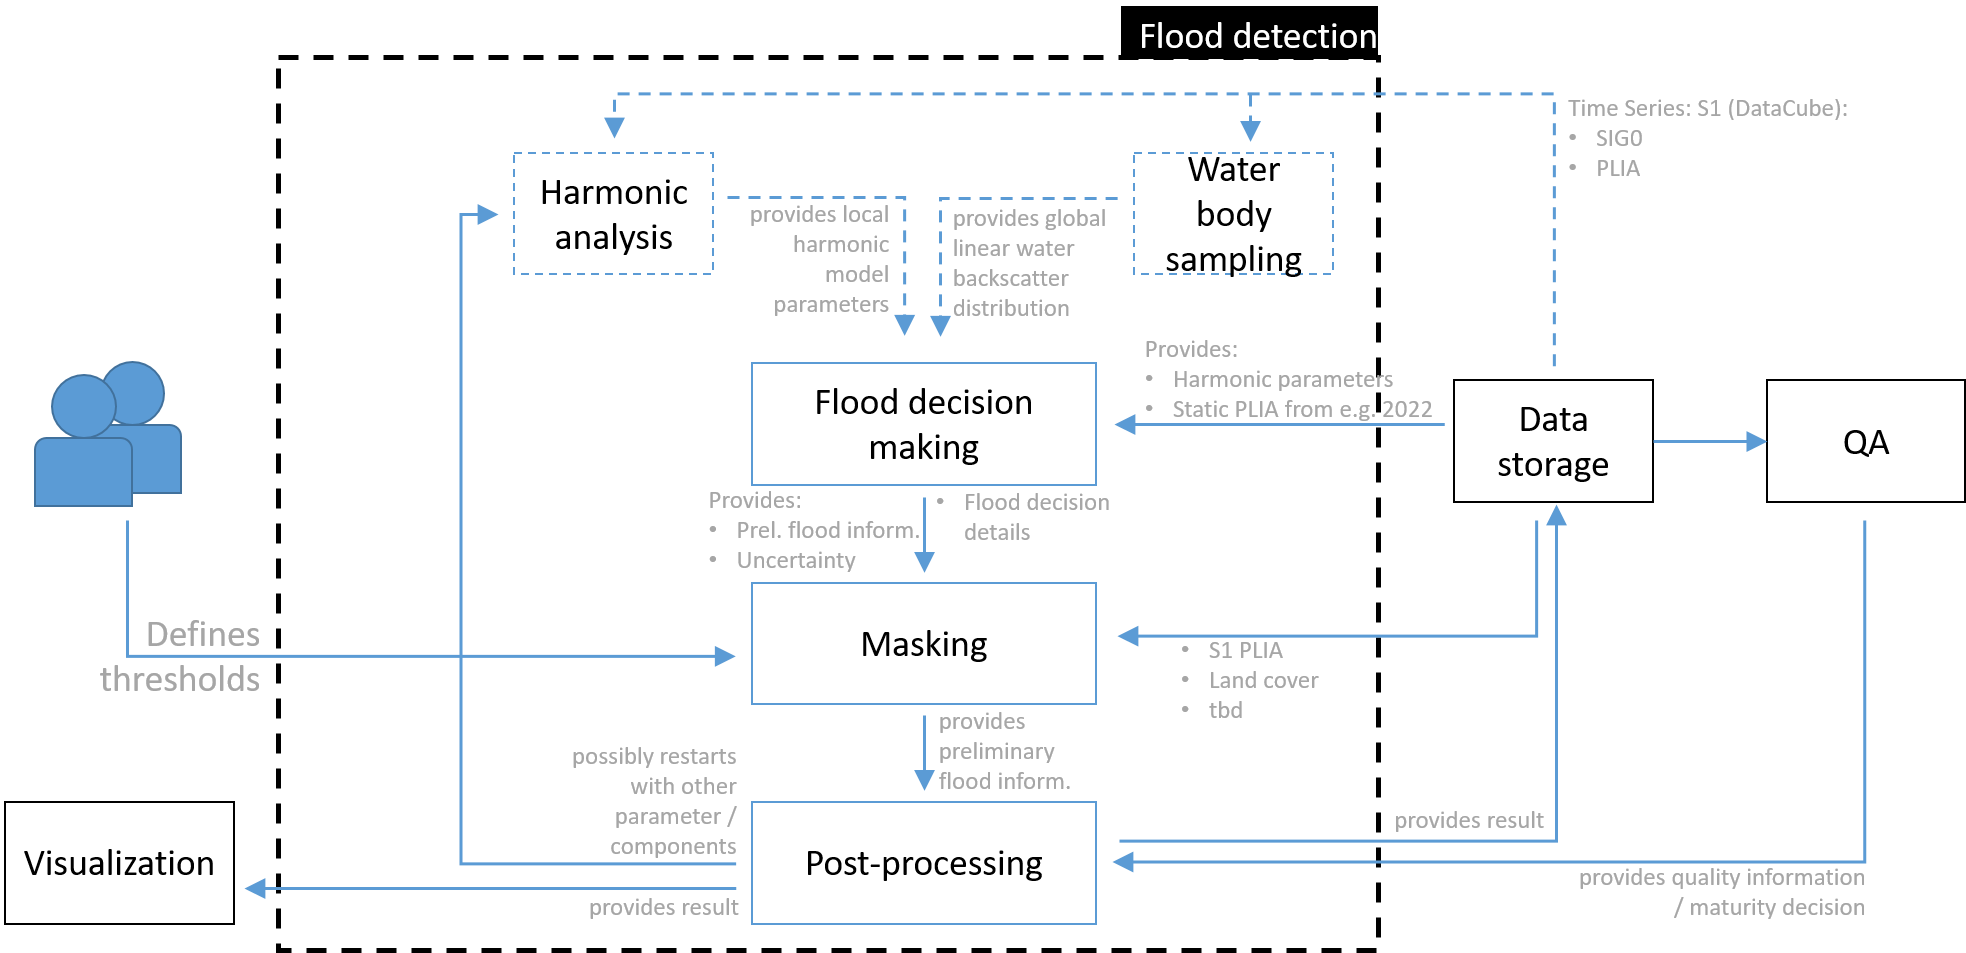 Flood detection
Time Series: S1 (DataCube):
• SIG0
• PLIA
Harmonic
analysis
Water
body
sampling
provides local
harmonic
model
parameters
provides global
linear water
backscatter
distribution
Provides:
• Harmonic parameters
• Static PLIA from e.g. 2022
Flood decision
making
Data
storage
QA
Provides:
• Prel. flood inform.
• Uncertainty
• Flood decision
details
Defines
thresholds
Masking
• S1 PLIA
• Land cover
• tbd
provides
preliminary
flood inform.
possibly restarts
with other
parameter /
components
provides result
Visualization
Post-processing
provides result
provides quality information
/ maturity decision